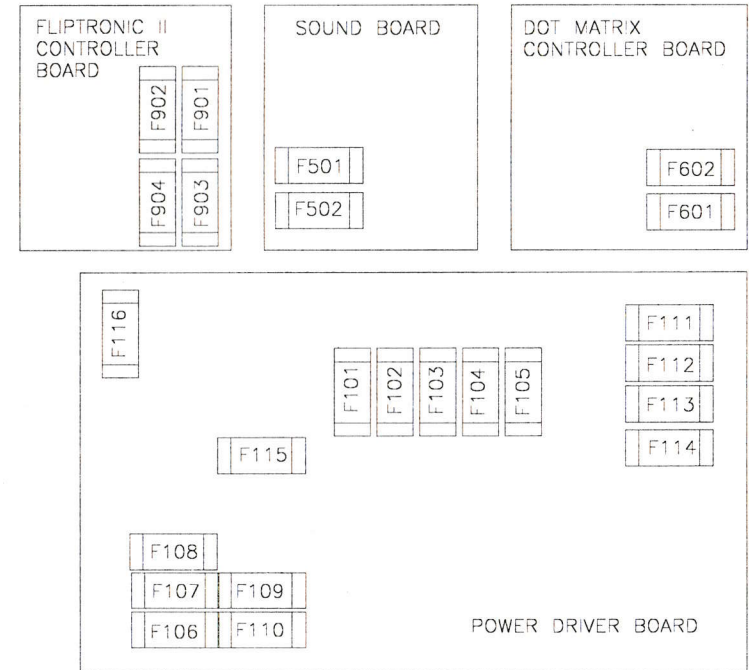 FLIPTRONIC II
CONTROLLER
BOARD
F902
F901
F904
F903
SOUND BOARD
F501
F502
DOT MATRIX
CONTROLLER BOARD
F602
F601
F116
F101
F102
F103
F104
F105
F111
F112
F113
F114
F115
F108
F107
F109
F106
F110
POWER DRIVER BOARD